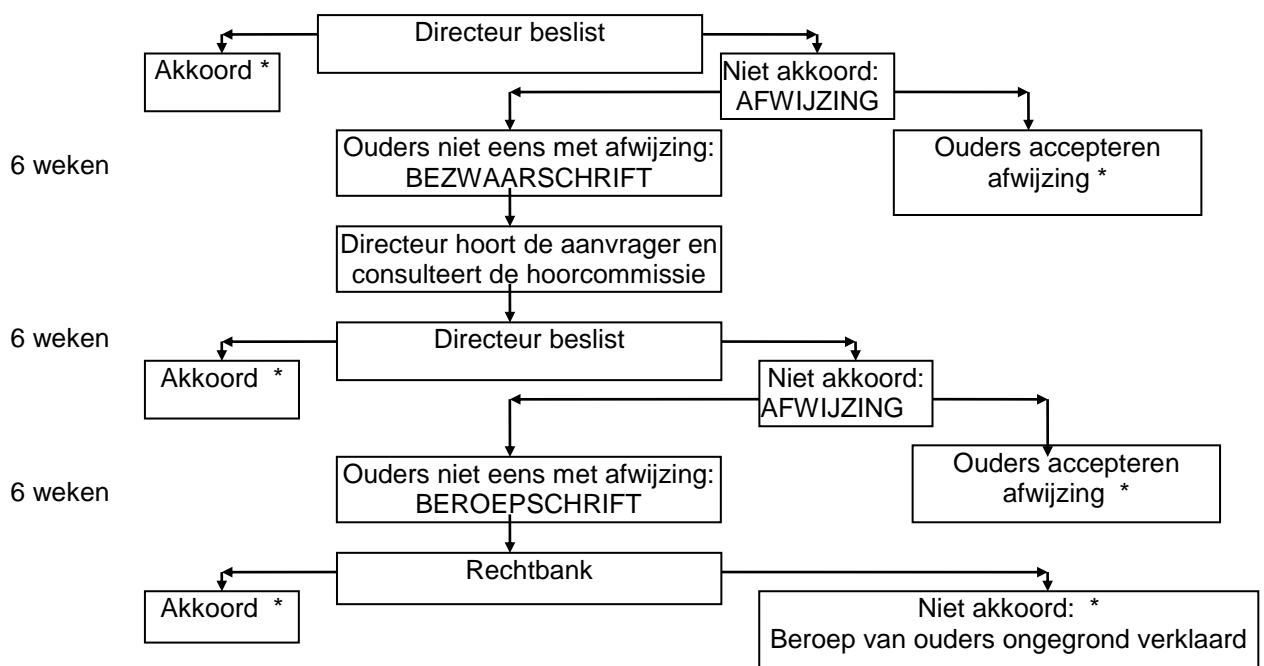 Directeur beslist
Akkoord *
Niet akkoord:
AFWIJZING
6 weken
Ouders niet eens met afwijzing:
BEZWAARSCHRIFT
Ouders accepteren
afwijzing *
Directeur hoort de aanvrager en
consulteert de hoorcommissie
6 weken
Directeur beslist
Akkoord *
Niet akkoord:
AFWIJZING
6 weken
Ouders niet eens met afwijzing:
BEROEPSCHRIFT
Ouders accepteren
afwijzing *
Rechtbank
Akkoord *
Niet akkoord: *
Beroep van ouders ongegrond verklaard